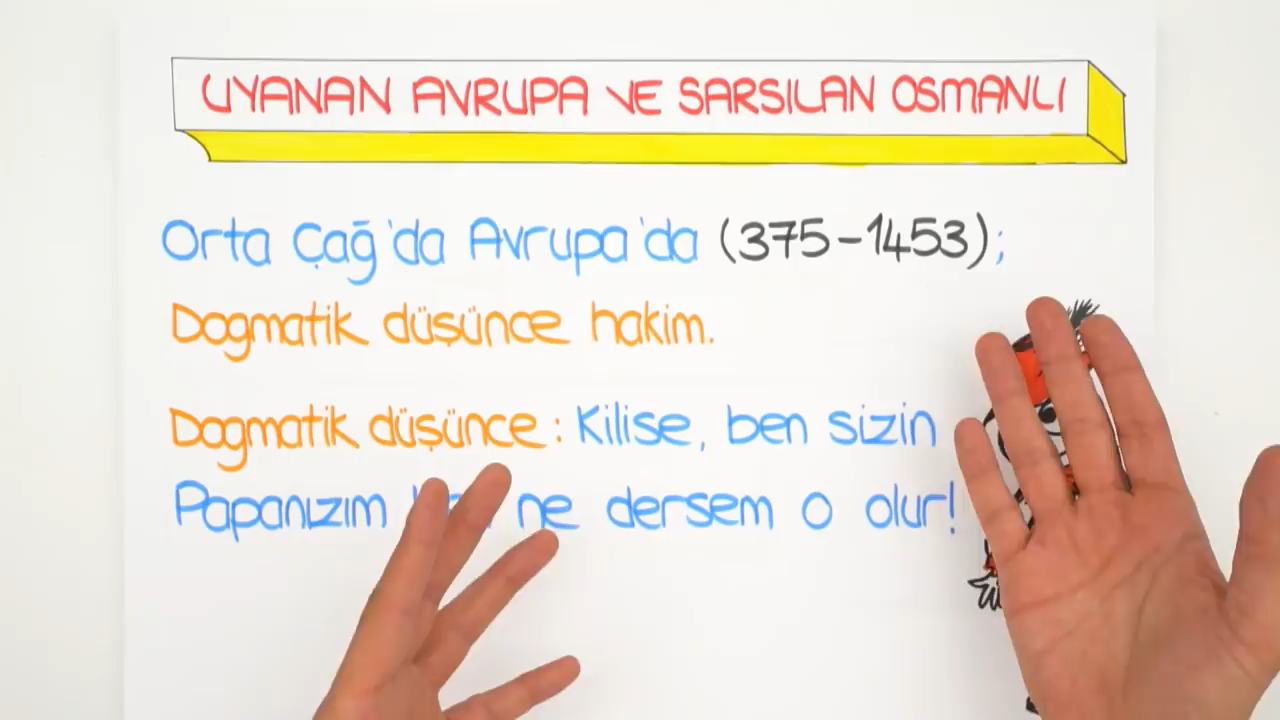 UYANAN AVRUPA VE SARSILAN OSMANLI
Orta Çağ'da Avrupa'da (375-1453);
Dogmatik düşünce hakim.
Dogmatik düşünce: Kilise, ben sizin
Papanızım ne dersem o olur!